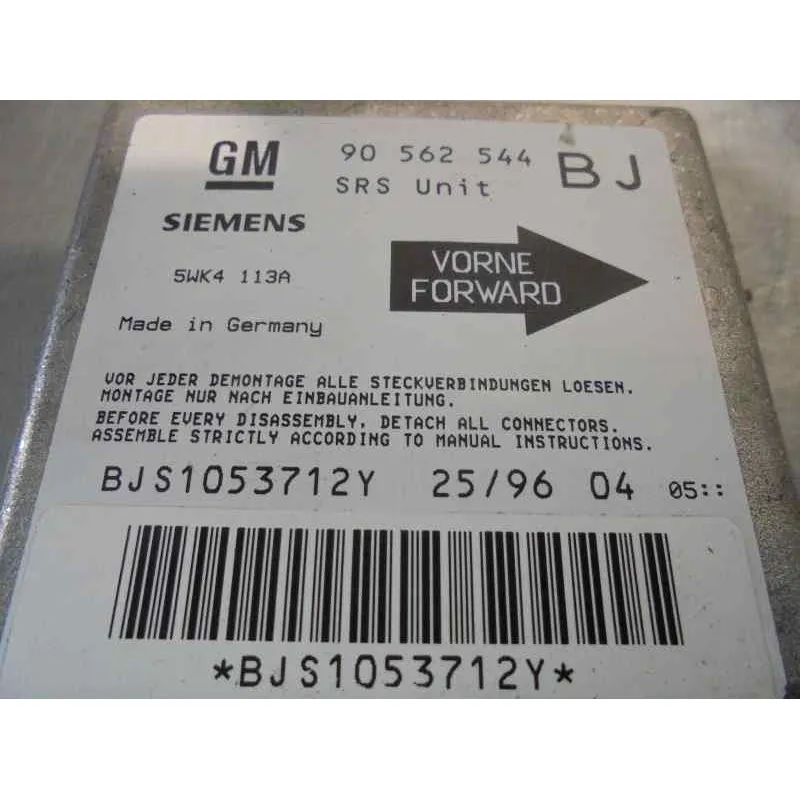 GM 90 562 544 BJ
SRS Unit
SIEMENS
VORNE
FORWARD
5WK4 113A
Made in Germany
VOR JEDER DEMONTAGE ALLE STECKVERBINDUNGEN LOESEN.
MONTAGE NUR NACH EINBAUANLEITUNG.
BEFORE EVERY DISASSEMBLY, DETACH ALL CONNECTORS.
ASSEMBLE STRICTLY ACCORDING TO MANUAL INSTRUCTIONS.
BJS1053712Y 25/96 04 05::
*BJS1053712Y*